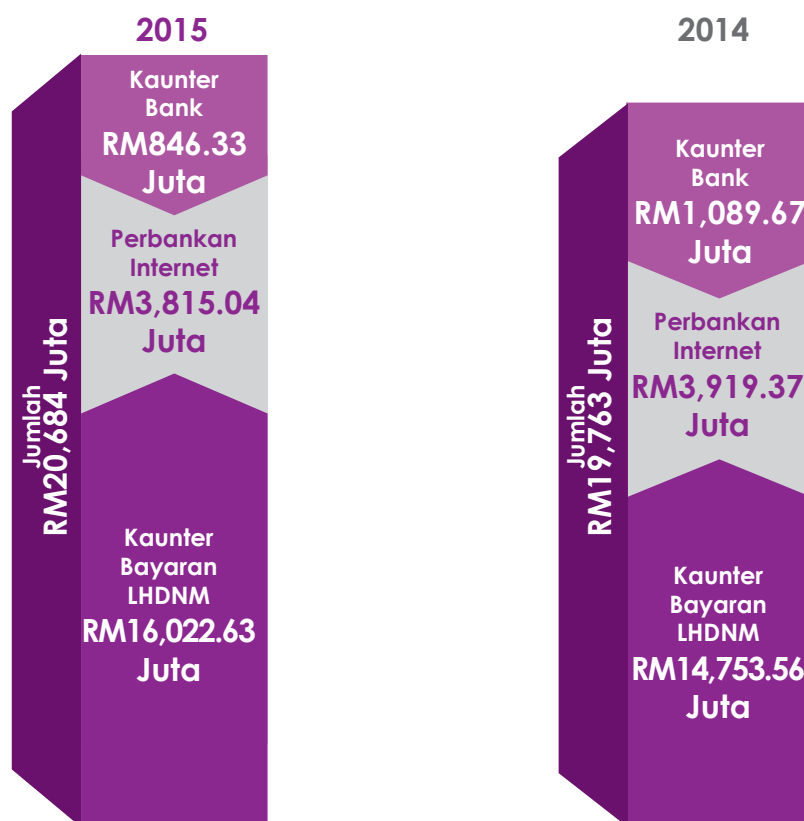 2015
Kaunter
Bank
RM846.33
Juta
Perbankan
Internet
RM3,815.04
Juta
Kaunter
Bayaran
LHDNM
RM16,022.63
Juta
Jumlah
RM20,684 Juta
2014
Kaunter
Bank
RM1,089.67
Juta
Perbankan
Internet
RM3,919.37
Juta
Kaunter
Bayaran
LHDNM
RM14,753.56
Juta
Jumlah
RM19,763 Juta